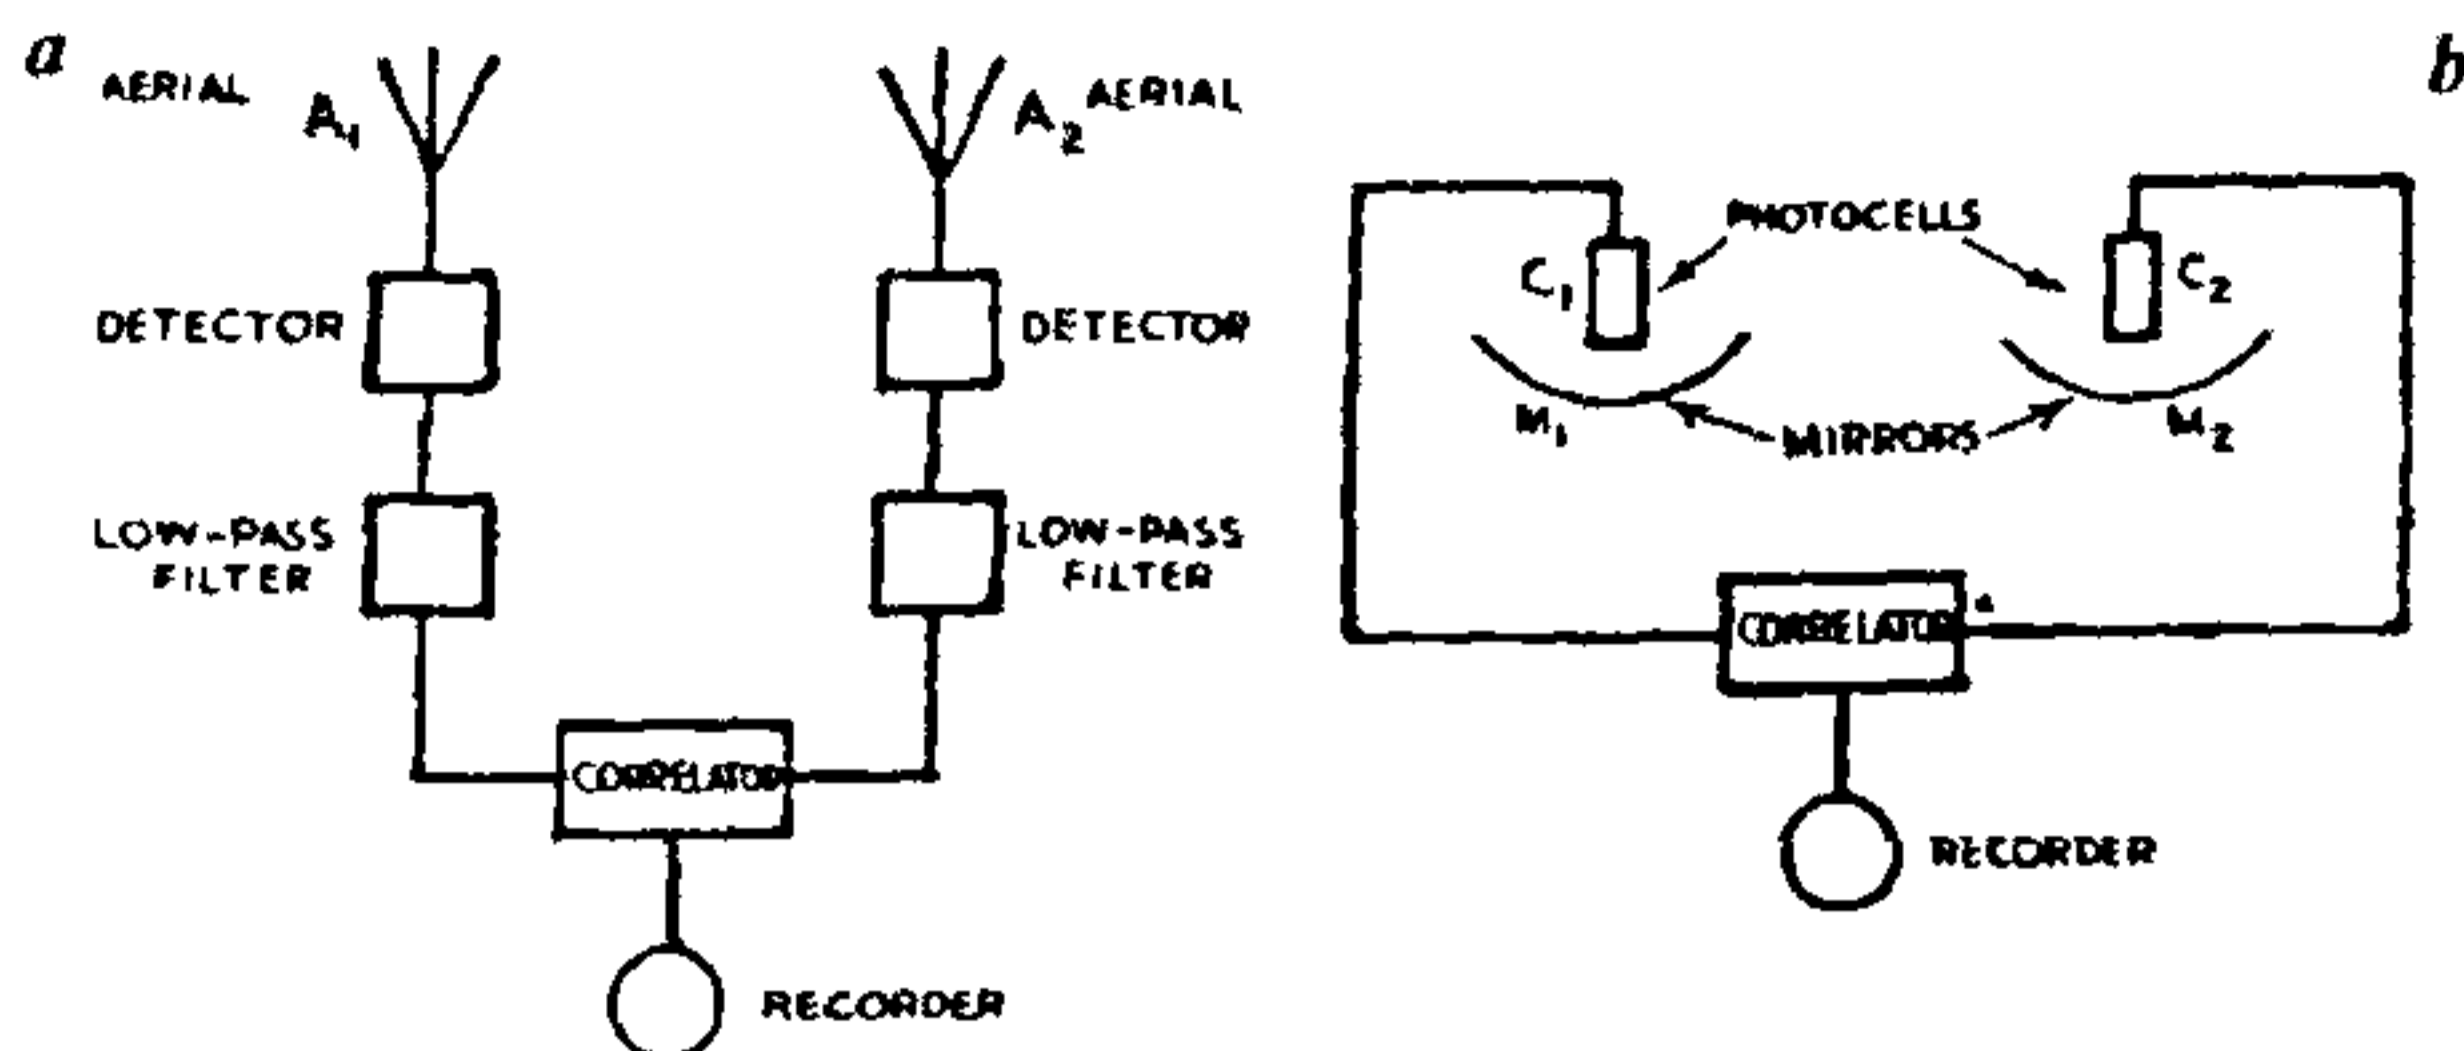 a
AERIAL
A1
A2
AERIAL
DETECTOR
DETECTOR
LOW-PASS
FILTER
LOW-PASS
FILTER
CORRELATOR
RECORDER
b
PHOTOCELLS
C1
C2
M1
MIRRORS
M2
CORRELATOR
RECORDER